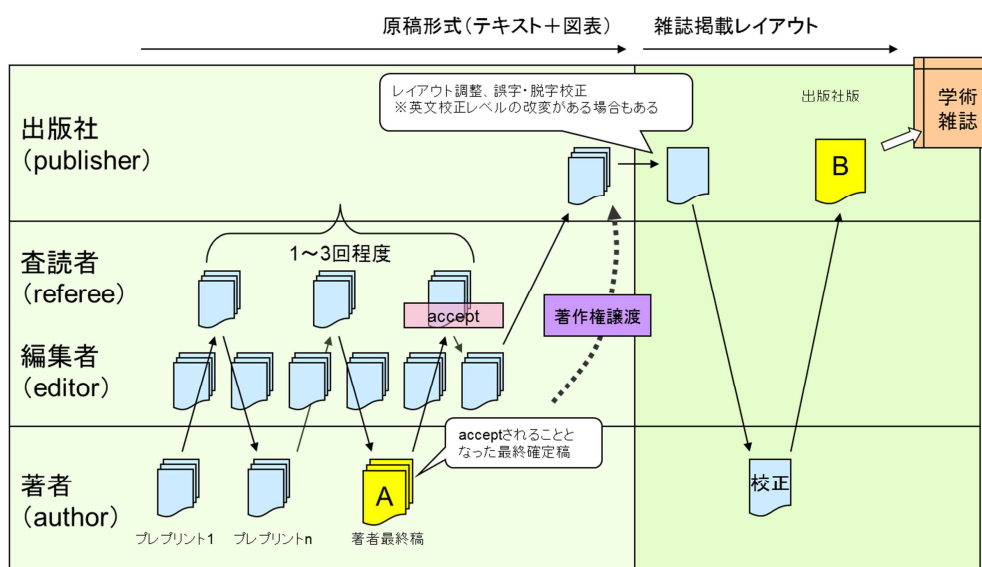 原稿形式(テキスト+図表)
雑誌掲載レイアウト
レイアウト調整、誤字・脱字校正
※英文校正レベルの改変がある場合もある
出版社版
学術
雑誌
出版社
(publisher)
B
1～3回程度
査読者
(referee)
accept
著作権譲渡
編集者
(editor)
acceptされることと
なった最終確定稿
著者
(author)
A
校正
プレプリント1
プレプリントn
著者最終稿